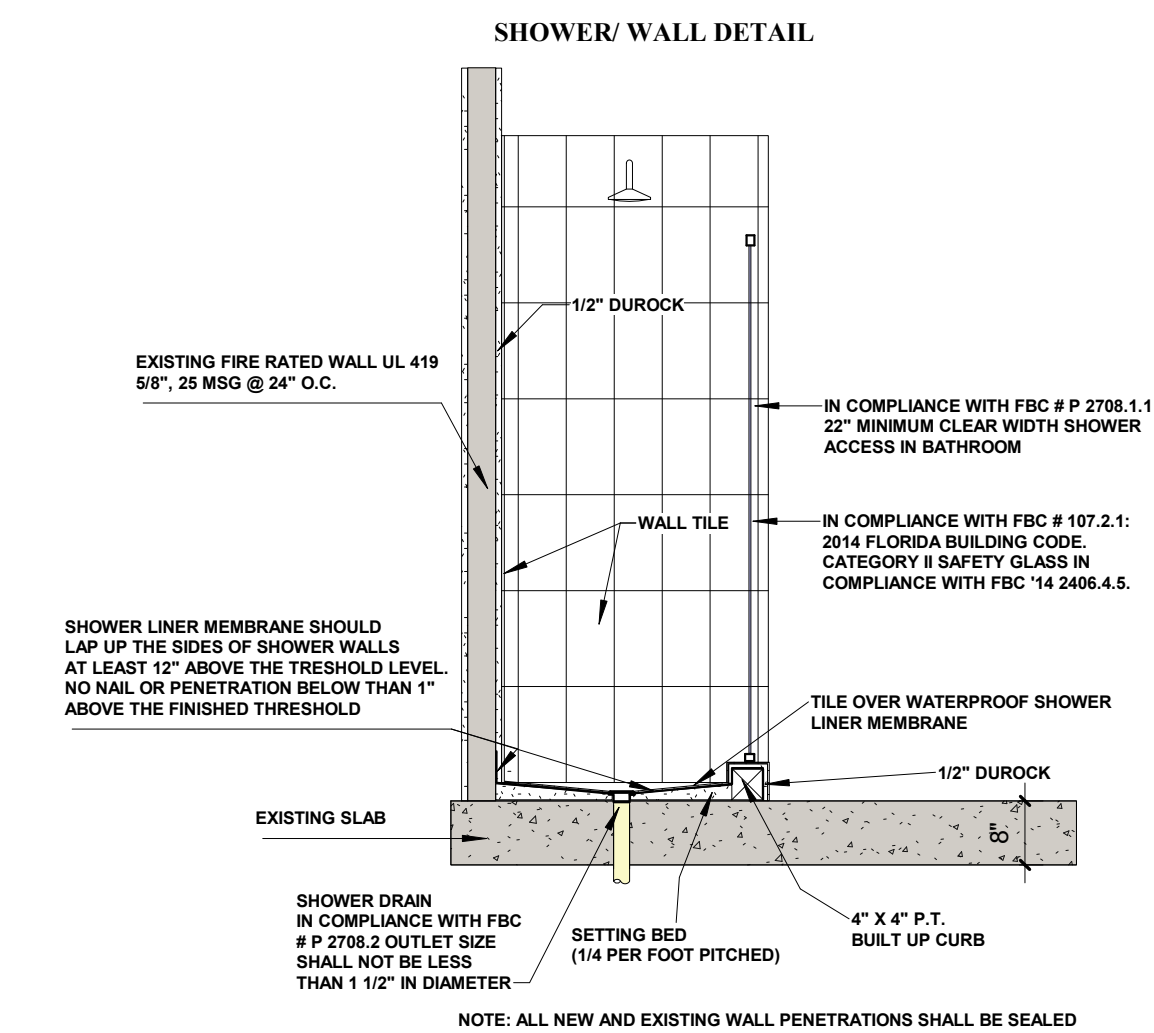 SHOWER/ WALL DETAIL
1/2" DUROCK
EXISTING FIRE RATED WALL UL 419
5/8", 25 MSG @ 24" O.C.
IN COMPLIANCE WITH FBC # P 2708.1.1
22" MINIMUM CLEAR WIDTH SHOWER
ACCESS IN BATHROOM
WALL TILE
IN COMPLIANCE WITH FBC # 107.2.1:
2014 FLORIDA BUILDING CODE.
CATEGORY II SAFETY GLASS IN
COMPLIANCE WITH FBC '14 2406.4.5.
SHOWER LINER MEMBRANE SHOULD
LAP UP THE SIDES OF SHOWER WALLS
AT LEAST 12" ABOVE THE TRESHOLD LEVEL.
NO NAIL OR PENETRATION BELOW THAN 1"
ABOVE THE FINISHED THRESHOLD
TILE OVER WATERPROOF SHOWER
LINER MEMBRANE
1/2" DUROCK
EXISTING SLAB
8"
SHOWER DRAIN
IN COMPLIANCE WITH FBC
# P 2708.2 OUTLET SIZE
SHALL NOT BE LESS
THAN 1 1/2" IN DIAMETER
SETTING BED
(1/4 PER FOOT PITCHED)
4" X 4" P.T.
BUILT UP CURB
NOTE: ALL NEW AND EXISTING WALL PENETRATIONS SHALL BE SEALED